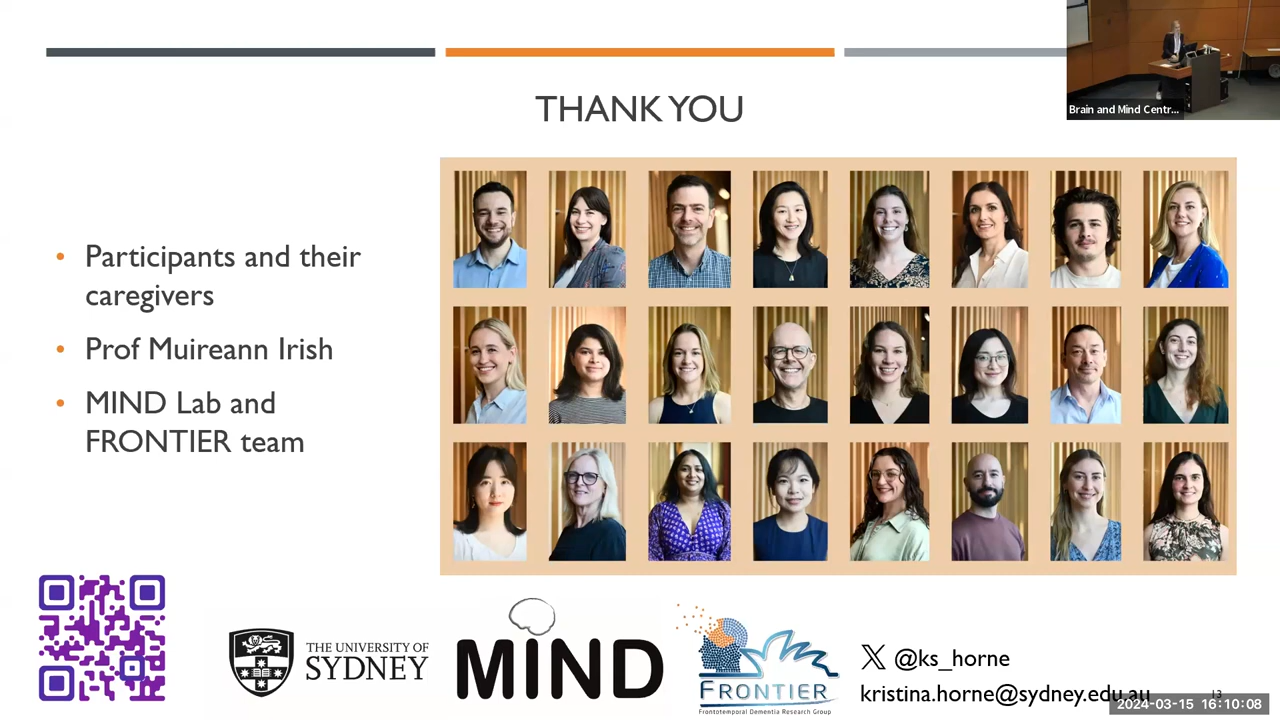 THANK YOU
Brain and Mind Centr...
• Participants and their
caregivers
• Prof Muireann Irish
• MIND Lab and
FRONTIER team
THE UNIVERSITY OF
SYDNEY
MIND
FRONTIER
Frontotemporal Dementia Research Group
X @ks_horne
kristina.horne@sydney.edu.au
13
2024-03-15 16:10:08